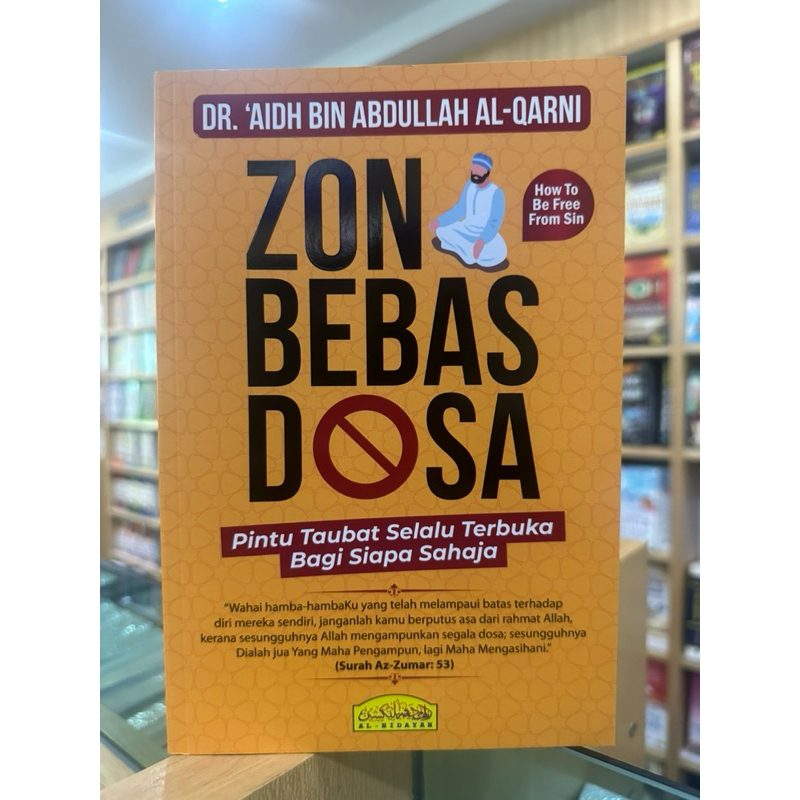 DR. ‘AIDH BIN ABDULLAH AL-QARNI
ZON
How To
Be Free
From Sin
BEBAS
DOSA
Pintu Taubat Selalu Terbuka
Bagi Siapa Sahaja
“Wahai hamba-hambaKu yang telah melampaui batas terhadap
diri mereka sendiri, janganlah kamu berputus asa dari rahmat Allah,
kerana sesungguhnya Allah mengampunkan segala dosa; sesungguhnya
Dialah jua Yang Maha Pengampun, lagi Maha Mengasihani.”
(Surah Az-Zumar: 53)
AL-HIDAYAH